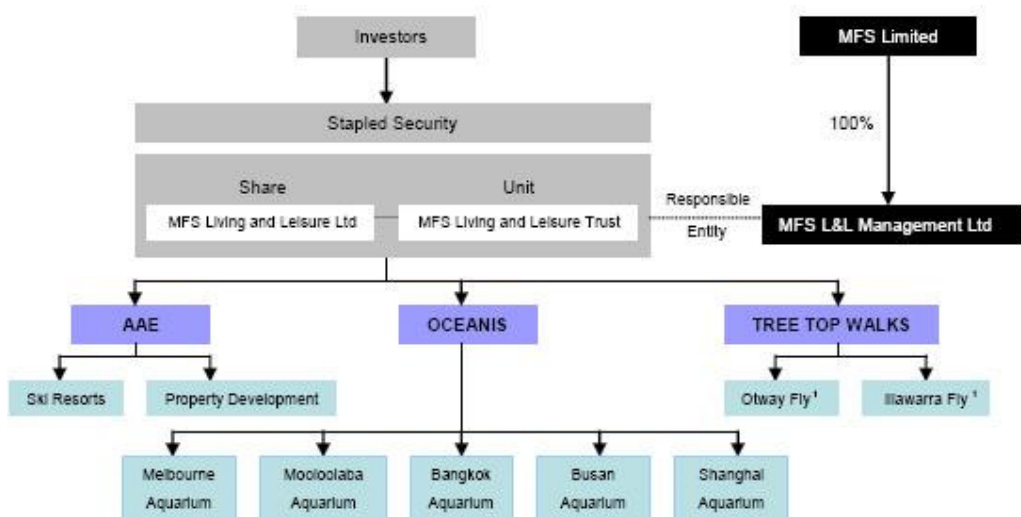 Investors
MFS Limited
100%
Stapled Security
Share
Unit
MFS Living and Leisure Ltd
MFS Living and Leisure Trust
Responsible
Entity
MFS L&L Management Ltd
AAE
OCEANIS
TREE TOP WALKS
Ski Resorts
Property Development
Otway Fly¹
Illawarra Fly ¹
Melbourne
Aquarium
Mooloolaba
Aquarium
Bangkok
Aquarium
Busan
Aquarium
Shanghai
Aquarium